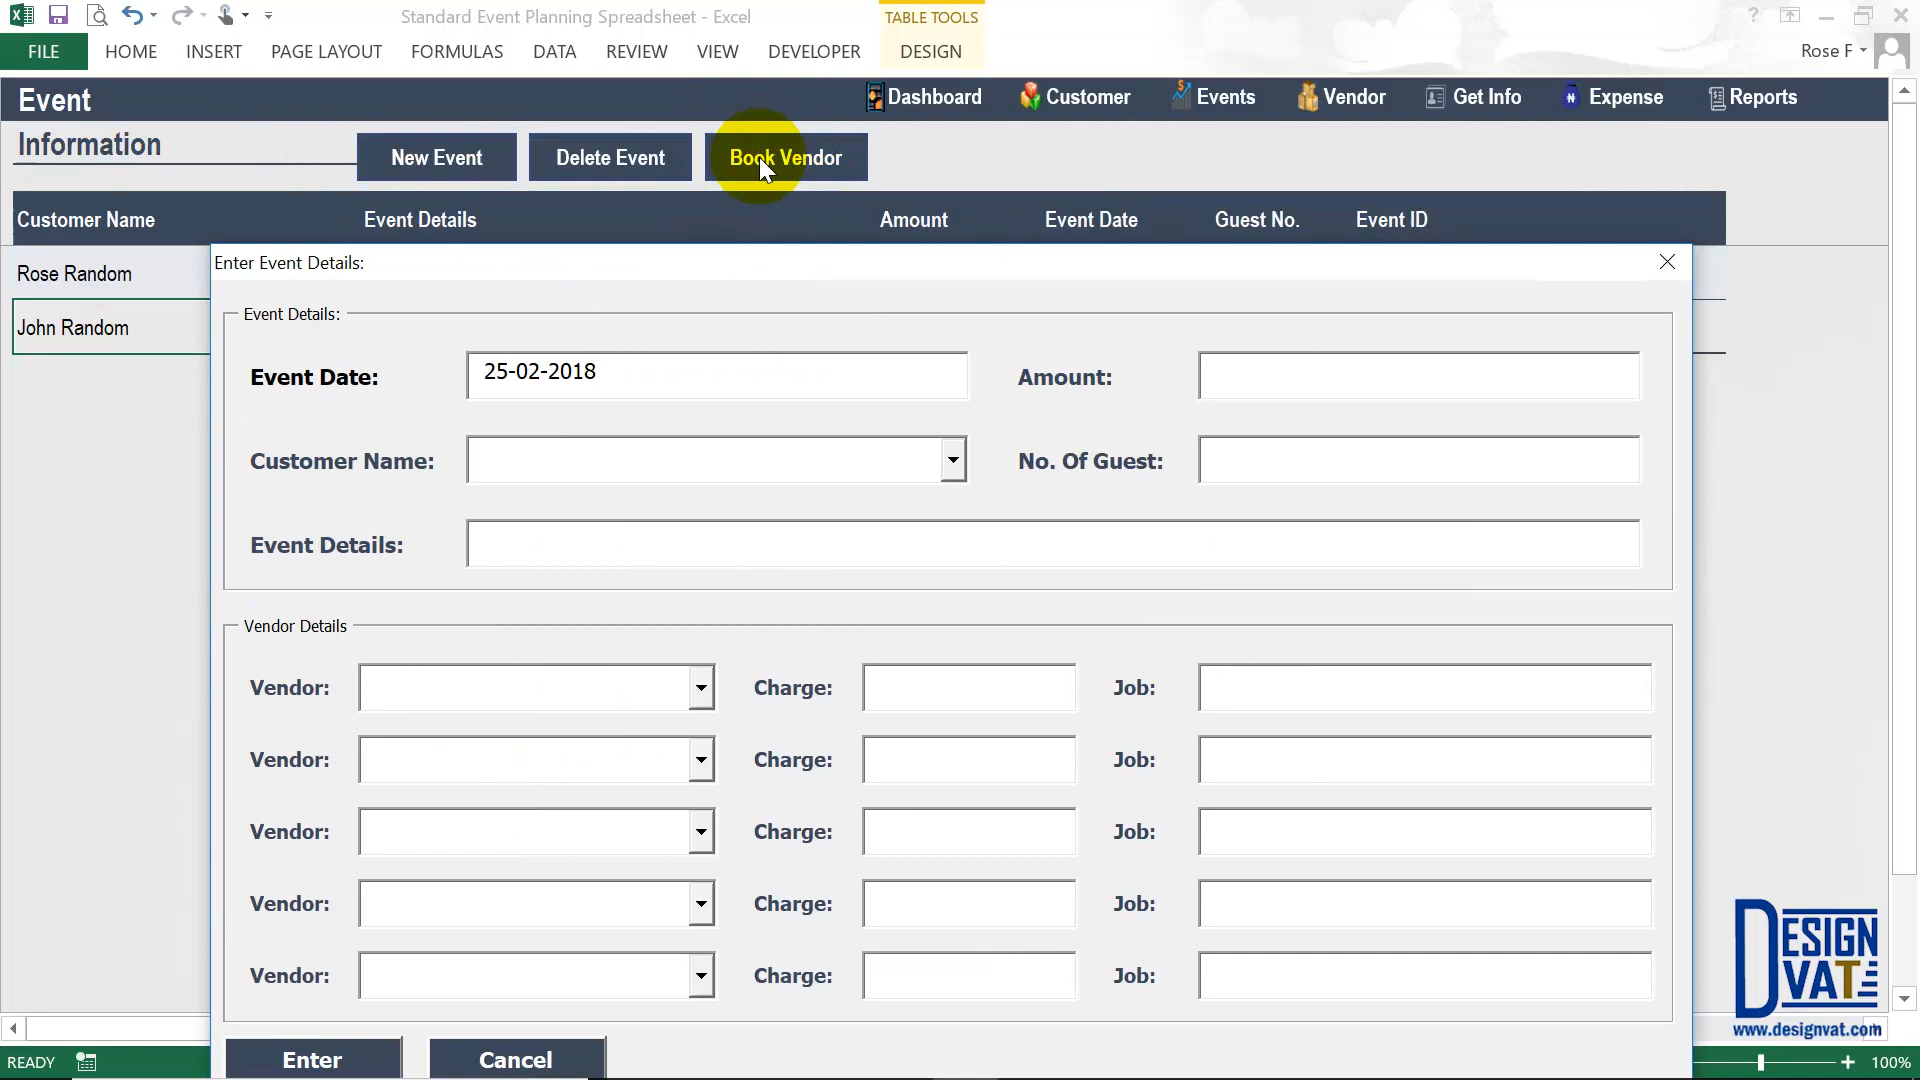 Standard Event Planning Spreadsheet - Excel
TABLE TOOLS
?
FILE HOME INSERT PAGE LAYOUT FORMULAS DATA REVIEW VIEW DEVELOPER DESIGN Rose F
Event Dashboard Customer Events Vendor Get Info Expense Reports
Information New Event Delete Event Book Vendor
Customer Name Event Details Amount Event Date Guest No. Event ID
Rose Random
John Random
Enter Event Details:
Event Details:
Event Date: 25-02-2018 Amount:
Customer Name: No. Of Guest:
Event Details:
Vendor Details
Vendor: Charge: Job:
Vendor: Charge: Job:
Vendor: Charge: Job:
Vendor: Charge: Job:
Vendor: Charge: Job:
Enter Cancel
DESIGN
VAT
www.designvat.com
READY 100%